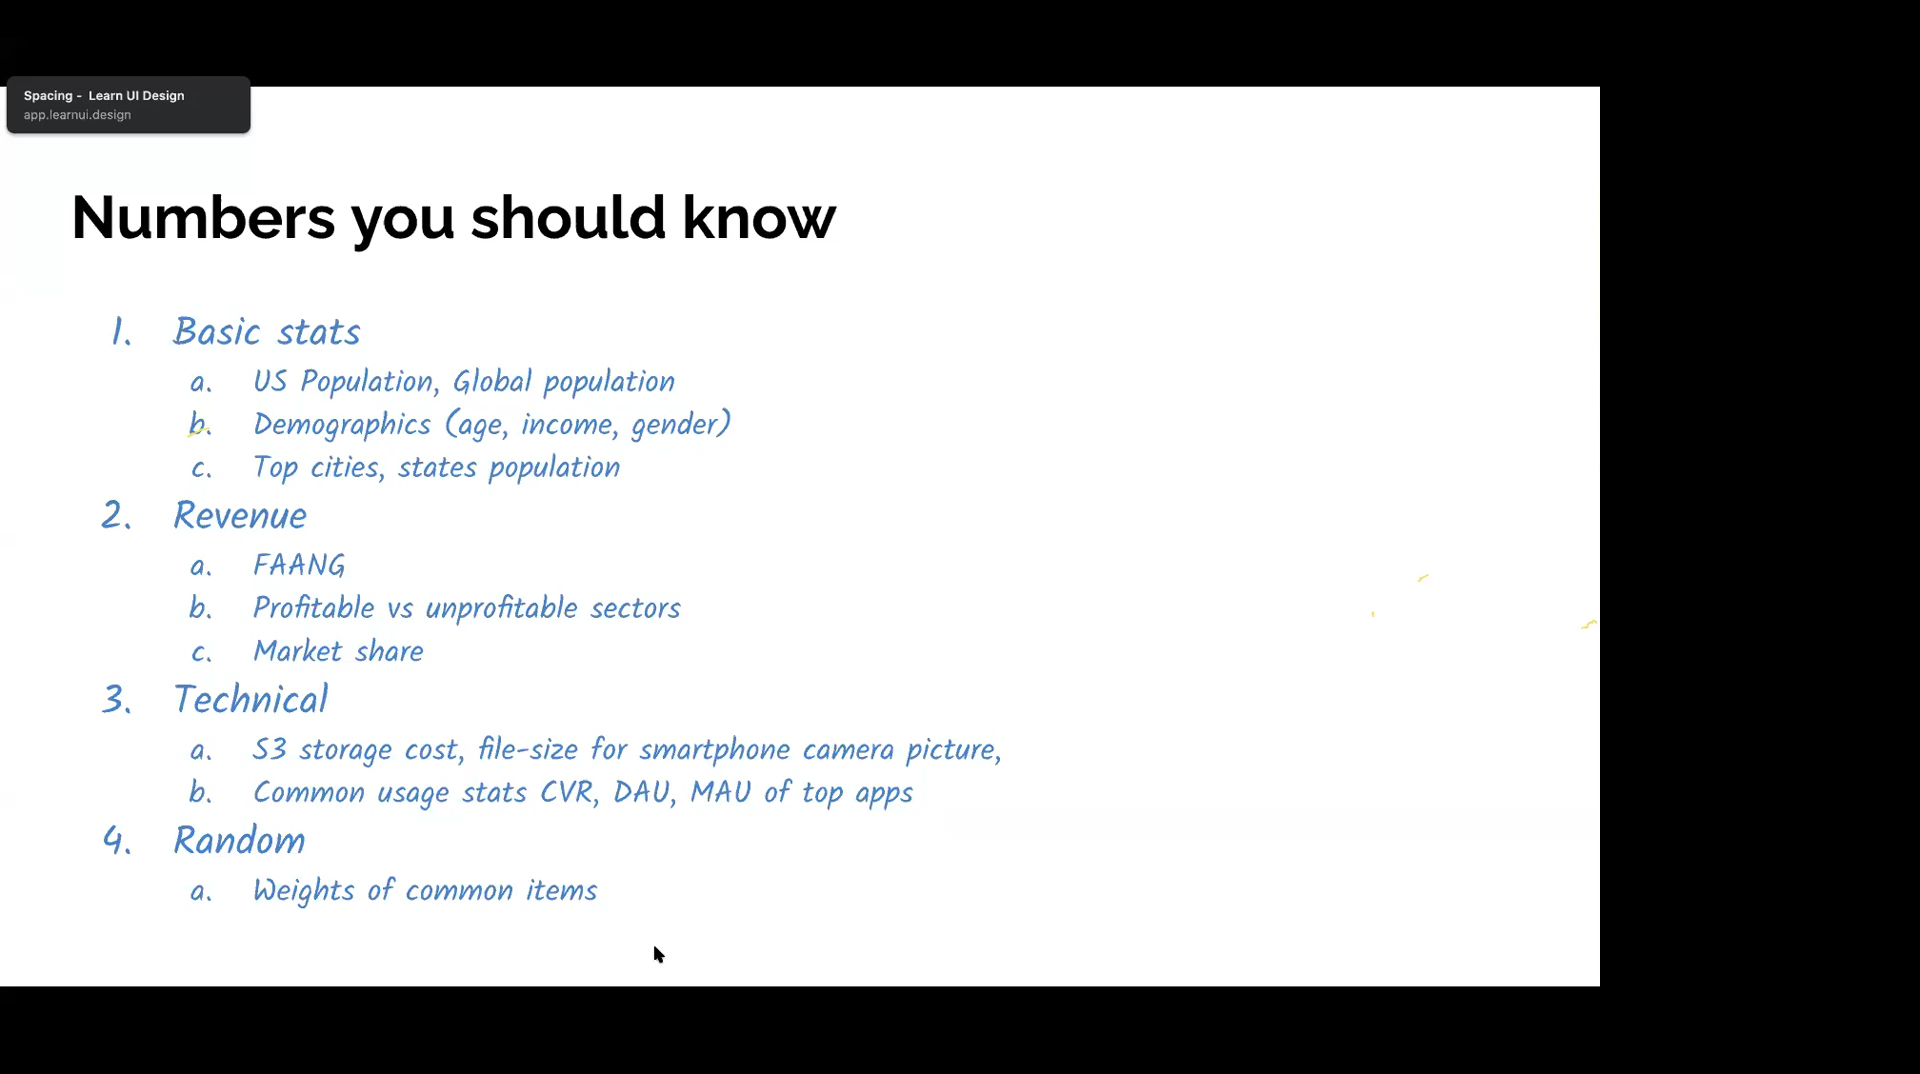 Spacing - Learn UI Design
app.learnui.design
Numbers you should know
1. Basic stats
a. US Population, Global population
b. Demographics (age, income, gender)
c. Top cities, states population
2. Revenue
a. FAANG
b. Profitable vs unprofitable sectors
c. Market share
3. Technical
a. S3 storage cost, file-size for smartphone camera picture,
b. Common usage stats CVR, DAU, MAU of top apps
4. Random
a. Weights of common items